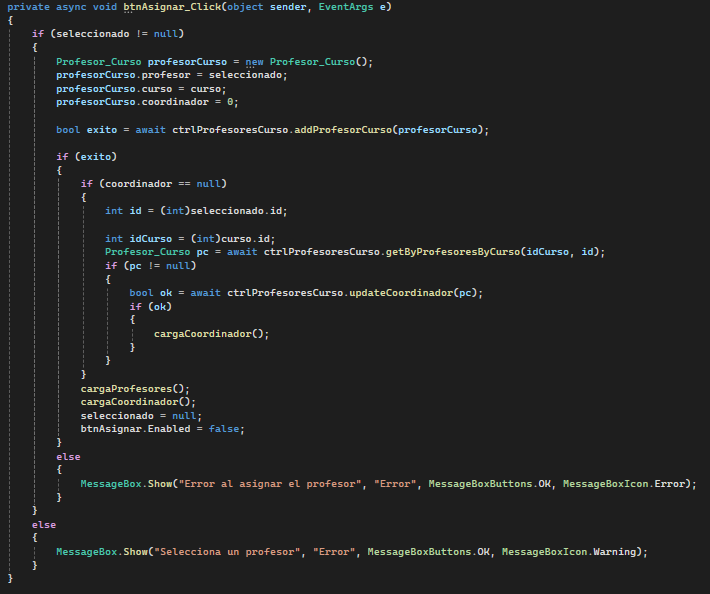 private async void btnAsignar_Click(object sender, EventArgs e)
{
    if (seleccionado != null)
    {
        Profesor_Curso profesorCurso = new Profesor_Curso();
        profesorCurso.profesor = seleccionado;
        profesorCurso.curso = curso;
        profesorCurso.coordinador = 0;

        bool exito = await ctrlProfesoresCurso.addProfesorCurso(profesorCurso);

        if (exito)
        {
            if (coordinador == null)
            {
                int id = (int)seleccionado.id;

                int idCurso = (int)curso.id;
                Profesor_Curso pc = await ctrlProfesoresCurso.getByProfesoresByCurso(idCurso, id);
                if (pc != null)
                {
                    bool ok = await ctrlProfesoresCurso.updateCoordinador(pc);
                    if (ok)
                    {
                        cargaCoordinador();
                    }
                }
            }
            cargaProfesores();
            cargaCoordinador();
            seleccionado = null;
            btnAsignar.Enabled = false;
        }
        else
        {
            MessageBox.Show("Error al asignar el profesor", "Error", MessageBoxButtons.OK, MessageBoxIcon.Error);
        }
    }
    else
    {
        MessageBox.Show("Selecciona un profesor", "Error", MessageBoxButtons.OK, MessageBoxIcon.Warning);
    }
}